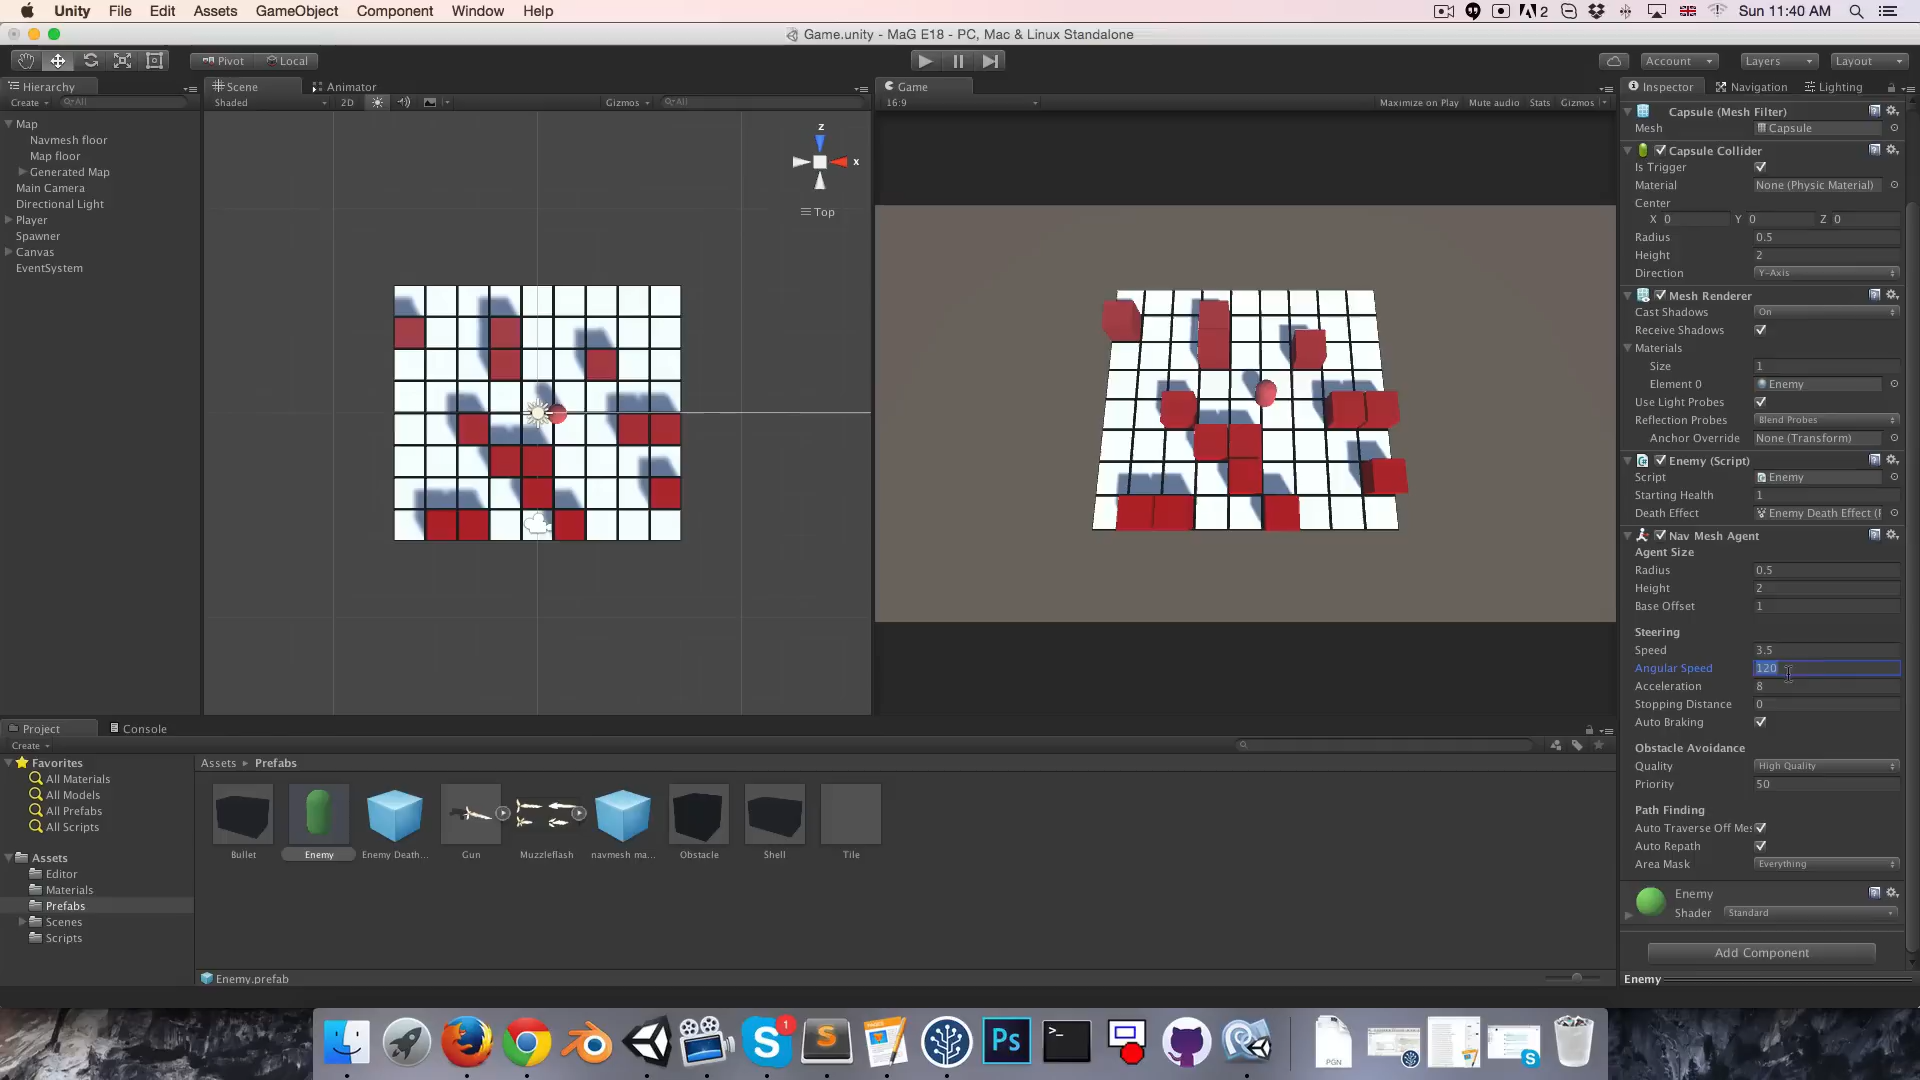 Unity File Edit Assets GameObject Component Window Help
2 Sun 11:40 AM
Game.unity - MaG E18 - PC, Mac & Linux Standalone
Pivot Local
Account Layers Layout
Hierarchy
Create All
Map
Navmesh floor
Map floor
Generated Map
Main Camera
Directional Light
Player
Spawner
Canvas
EventSystem
Scene Animator
Shaded 2D Gizmos All
z
x
Top
Game
16:9 Maximize on Play Mute audio Stats Gizmos
Inspector Navigation Lighting
Capsule (Mesh Filter)
Mesh Capsule
Capsule Collider
Is Trigger
Material None (Physic Material)
Center
X 0 Y 0 Z 0
Radius 0.5
Height 2
Direction Y-Axis
Mesh Renderer
Cast Shadows On
Receive Shadows
Materials
Size 1
Element 0 Enemy
Use Light Probes
Reflection Probes Blend Probes
Anchor Override None (Transform)
Enemy (Script)
Script Enemy
Starting Health 1
Death Effect Enemy Death Effect (
Nav Mesh Agent
Agent Size
Radius 0.5
Height 2
Base Offset 1
Steering
Speed 3.5
Angular Speed 120
Acceleration 8
Stopping Distance 0
Auto Braking
Obstacle Avoidance
Quality High Quality
Priority 50
Path Finding
Auto Traverse Off Mes
Auto Repath
Area Mask Everything
Enemy
Shader Standard
Add Component
Enemy
Project Console
Create
Favorites
All Materials
All Models
All Prefabs
All Scripts
Assets
Editor
Materials
Prefabs
Scenes
Scripts
Assets Prefabs
Bullet Enemy Enemy Death... Gun Muzzleflash navmesh ma... Obstacle Shell Tile
Enemy.prefab
1
S
S
Ps
>_
PGN
S